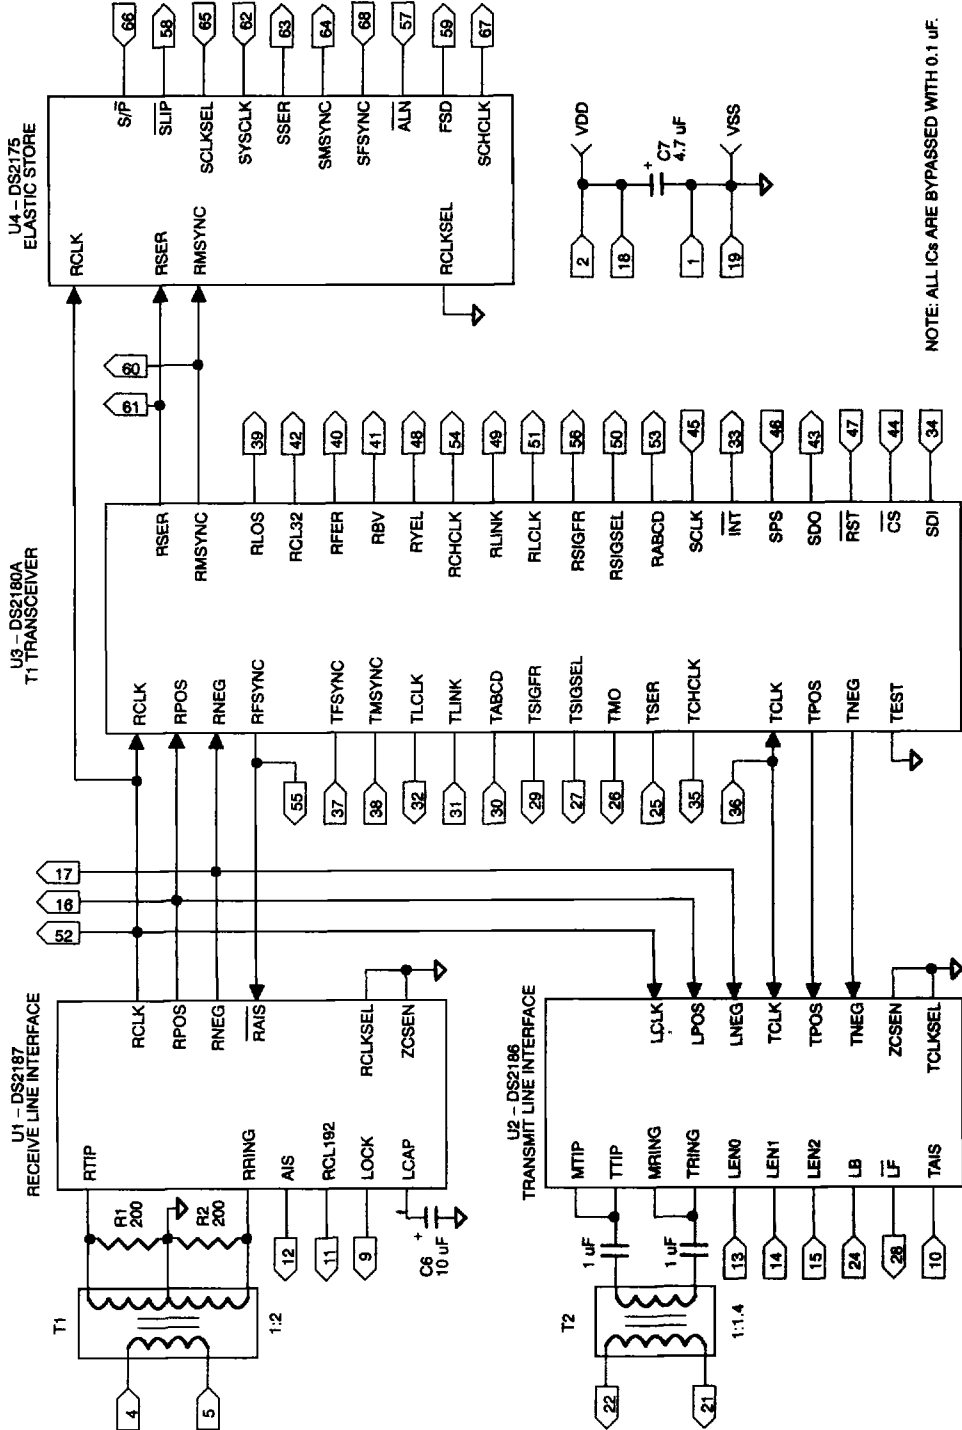 U1 – DS2187
RECEIVE LINE INTERFACE
T1
1:2
4
5
R1
200
R2
200
C6
+
10 uF
12
11
9
RTIP
RRING
AIS
RCL192
LOCK
LCAP
RCLK
RPOS
RNEG
RAIS
RCLKSEL
ZCSEN
52
16
17
U2 – DS2186
TRANSMIT LINE INTERFACE
T2
1:1.4
22
21
1 uF
1 uF
13
14
15
24
28
10
MTIP
TTIP
MRING
TRING
LEN0
LEN1
LEN2
LB
LF
TAIS
LCLK
LPOS
LNEG
TCLK
TPOS
TNEG
ZCSEN
TCLKSEL
U3 – DS2180A
T1 TRANSCEIVER
55
37
38
32
31
30
29
27
26
25
35
36
RCLK
RPOS
RNEG
RFSYNC
TFSYNC
TMSYNC
TLCLK
TLINK
TABCD
TSIGFR
TSIGSEL
TMO
TSER
TCHCLK
TCLK
TPOS
TNEG
TEST
RSER
RMSYNC
RLOS
RCL32
RFER
RBV
RYEL
RCHCLK
RLINK
RLCLK
RSIGFR
RSIGSEL
RABCD
SCLK
INT
SPS
SDO
RST
CS
SDI
61
60
39
42
40
41
48
54
49
51
56
50
53
45
33
46
43
47
44
34
U4 – DS2175
ELASTIC STORE
RCLK
RSER
RMSYNC
RCLKSEL
S/P
SLIP
SCLKSEL
SYSCLK
SSER
SMSYNC
SFSYNC
ALN
FSD
SCHCLK
66
58
65
62
63
64
68
57
59
67
2
18
1
19
VDD
+
C7
4.7 uF
VSS
NOTE: ALL ICs ARE BYPASSED WITH 0.1 uF.